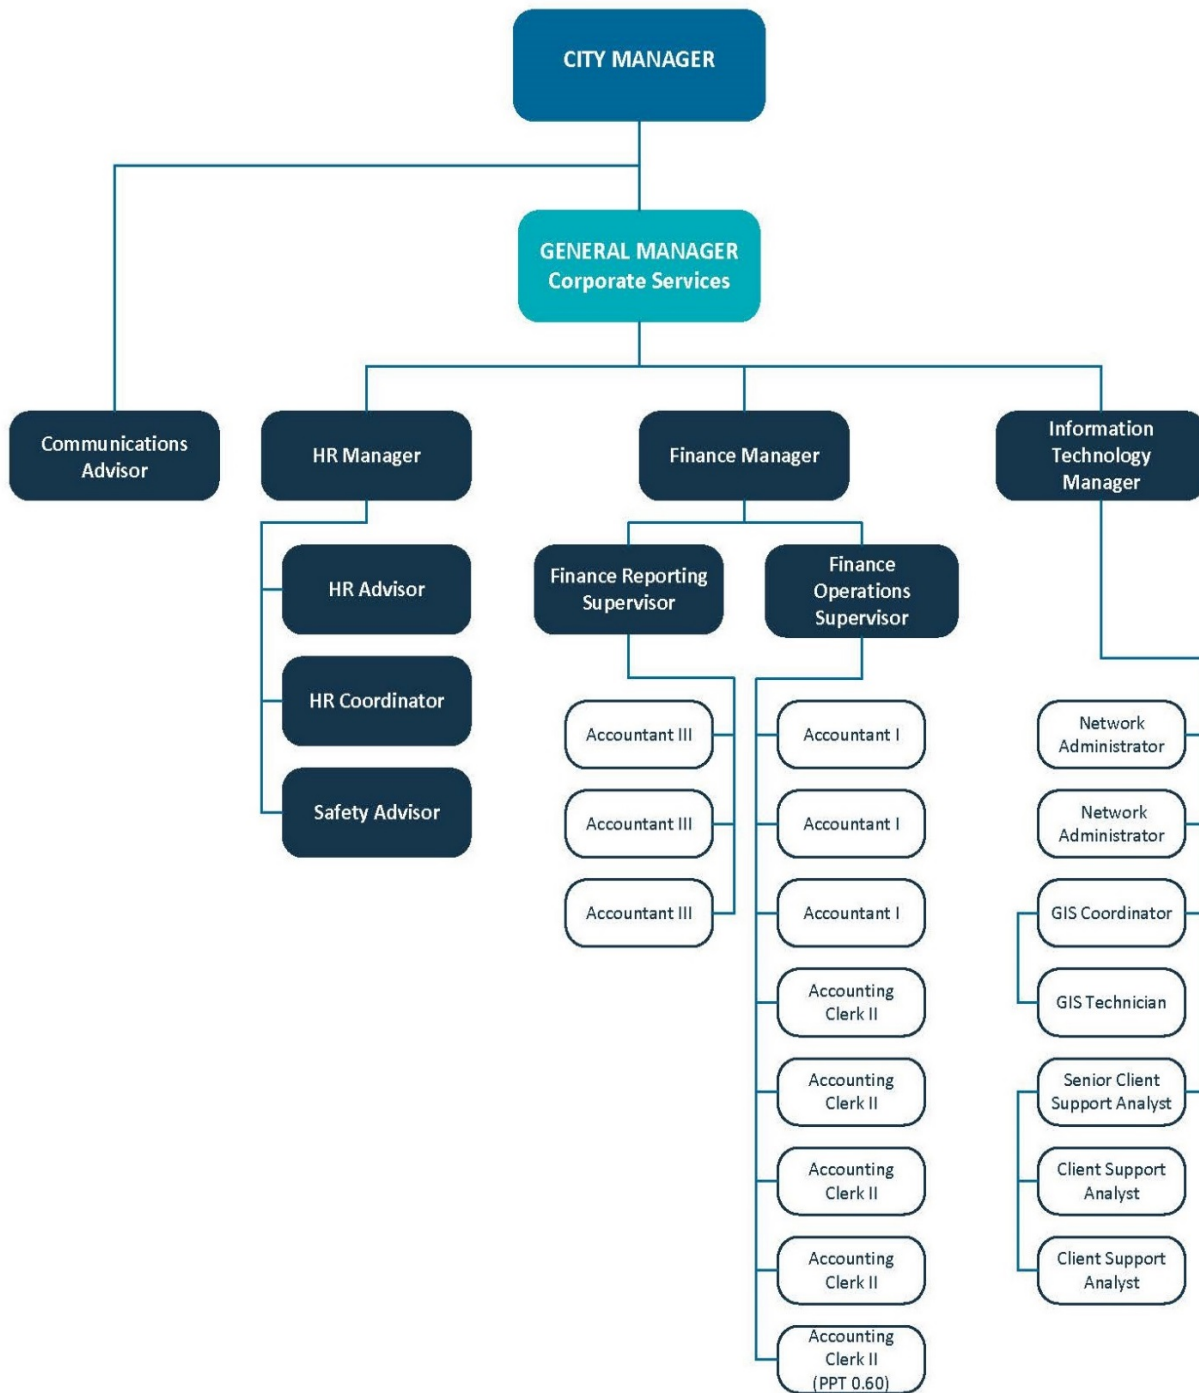 CITY MANAGER
GENERAL MANAGER
Corporate Services
Communications
Advisor
HR Manager
Finance Manager
Information
Technology
Manager
HR Advisor
HR Coordinator
Safety Advisor
Finance Reporting
Supervisor
Finance
Operations
Supervisor
Accountant III
Accountant III
Accountant III
Accountant I
Accountant I
Accountant I
Accounting
Clerk II
Accounting
Clerk II
Accounting
Clerk II
Accounting
Clerk II
Accounting
Clerk II
(PPT 0.60)
Network
Administrator
Network
Administrator
GIS Coordinator
GIS Technician
Senior Client
Support Analyst
Client Support
Analyst
Client Support
Analyst